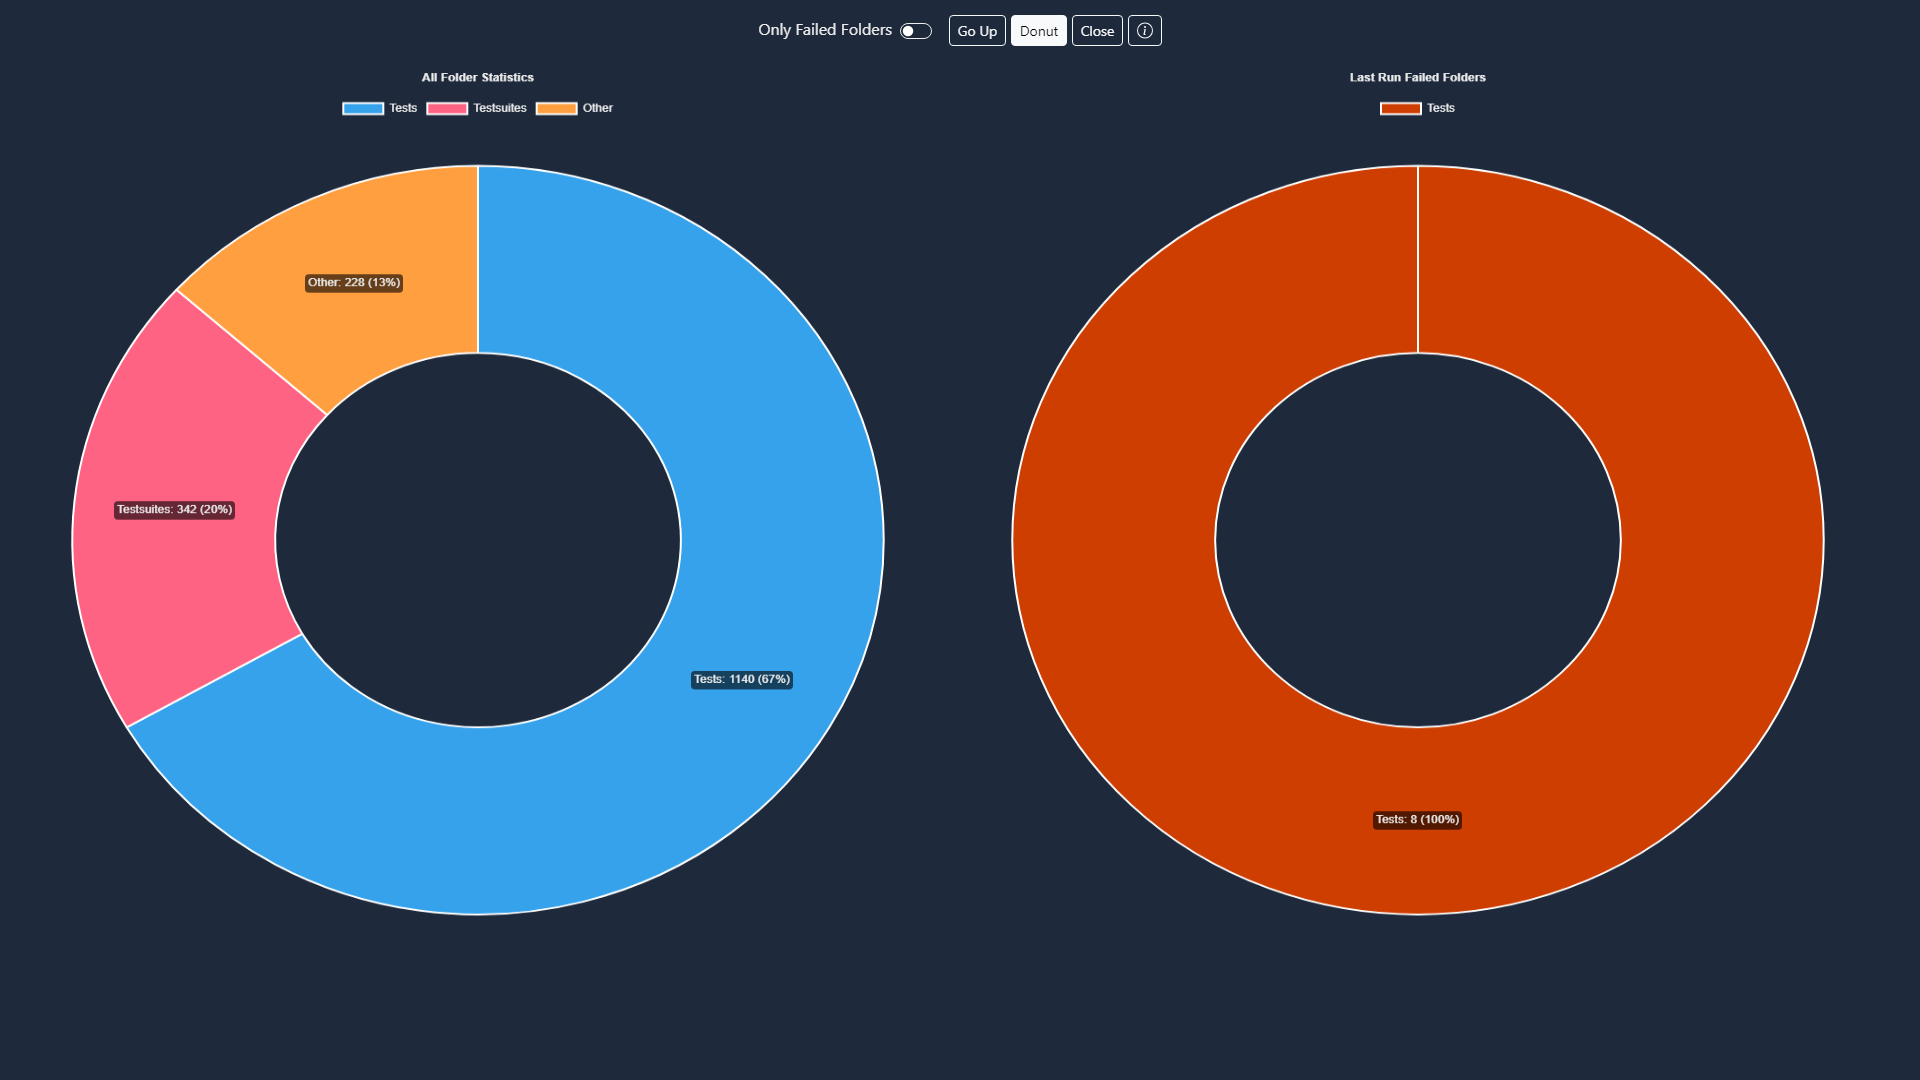 Only Failed Folders
Go Up
Donut
Close
All Folder Statistics
Tests
Testsuites
Other
Other: 228 (13%)
Testsuites: 342 (20%)
Tests: 1140 (67%)
Last Run Failed Folders
Tests
Tests: 8 (100%)